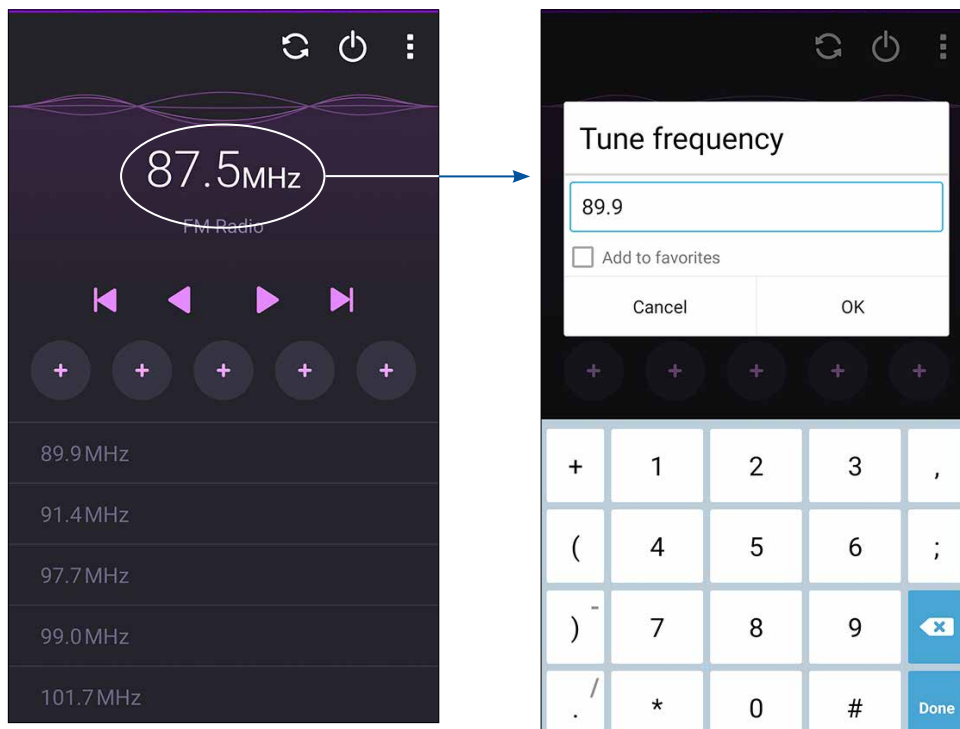 87.5MHz
FM Radio
+ + + + +
89.9MHz
91.4MHz
97.7MHz
99.0MHz
101.7MHz
Tune frequency
89.9
Add to favorites
Cancel OK
+ + + + +
+ 1 2 3 ,
( 4 5 6 ;
) - 7 8 9
. / * 0 # Done